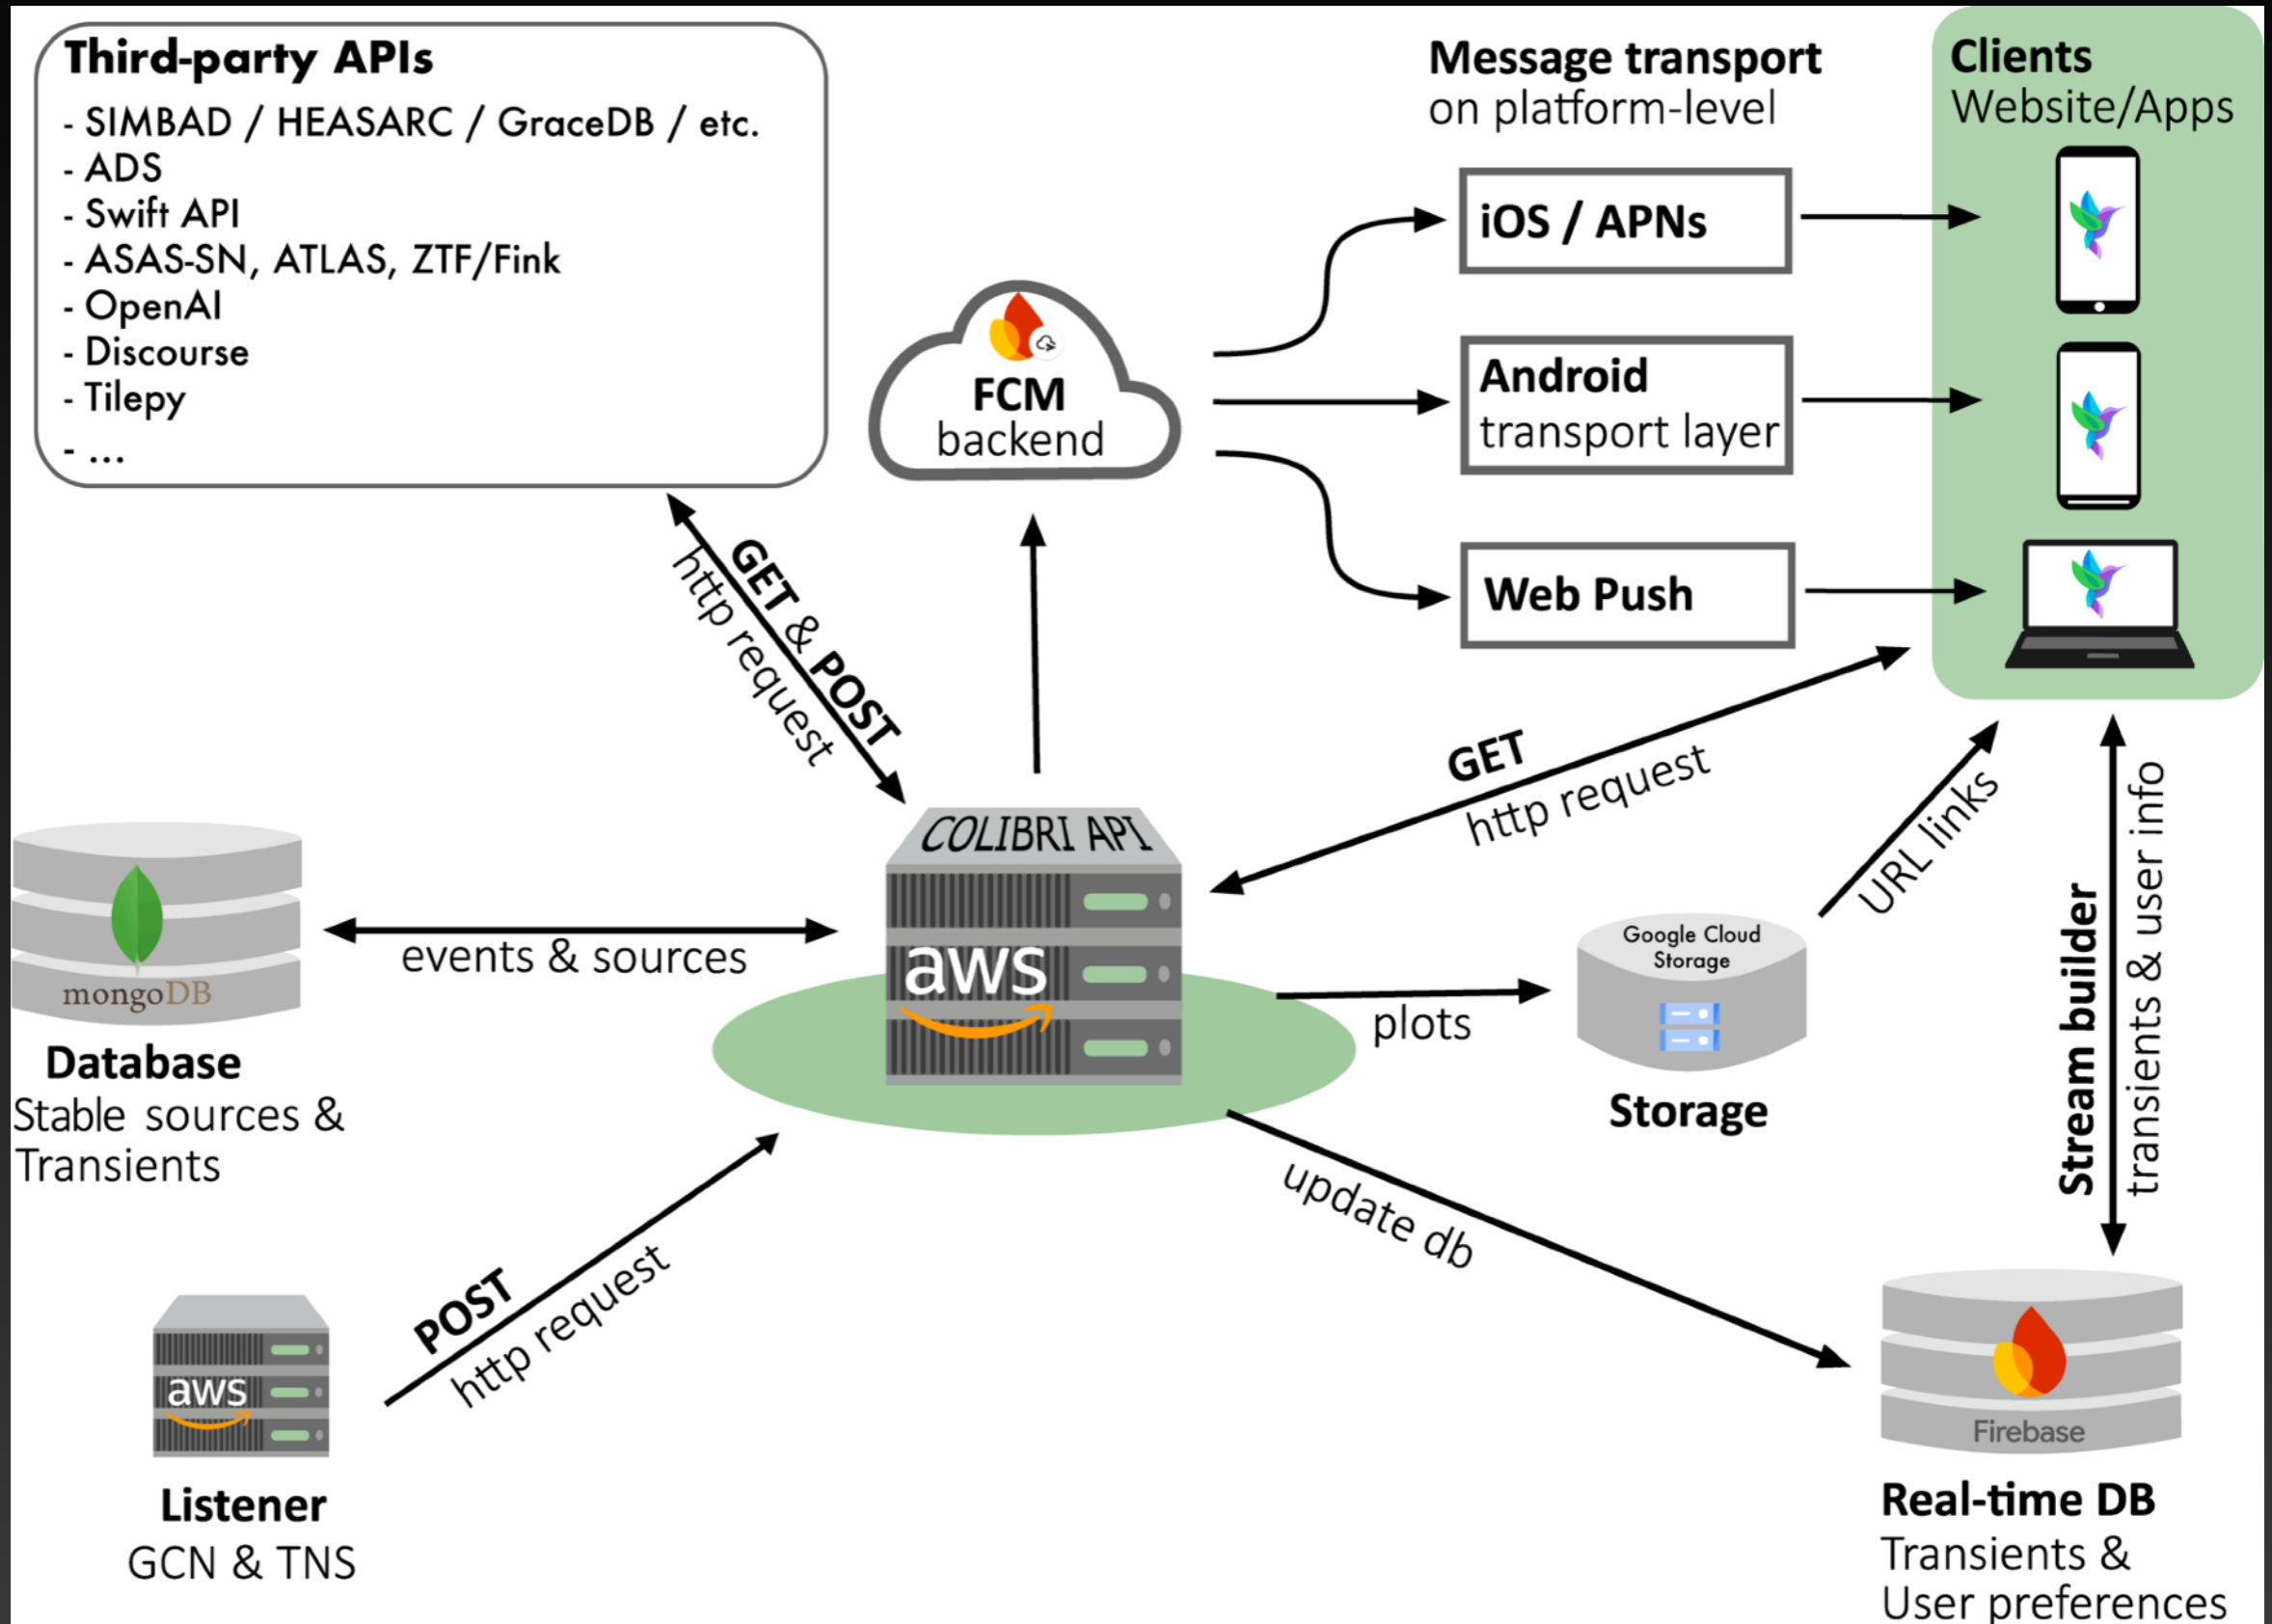 Third-party APIs
- SIMBAD / HEASARC / GraceDB / etc.
- ADS
- Swift API
- ASAS-SN, ATLAS, ZTF/Fink
- OpenAI
- Discourse
- Tilepy
- ...
Message transport
on platform-level
Clients
Website/Apps
FCM
backend
iOS / APNs
Android
transport layer
Web Push
GET & POST
http request
GET
http request
COLIBRI API
aws
mongoDB
Database
Stable sources &
Transients
events & sources
plots
Google Cloud
Storage
Storage
URL links
Stream builder
transients & user info
update db
POST
http request
aws
Listener
GCN & TNS
Firebase
Real-time DB
Transients &
User preferences